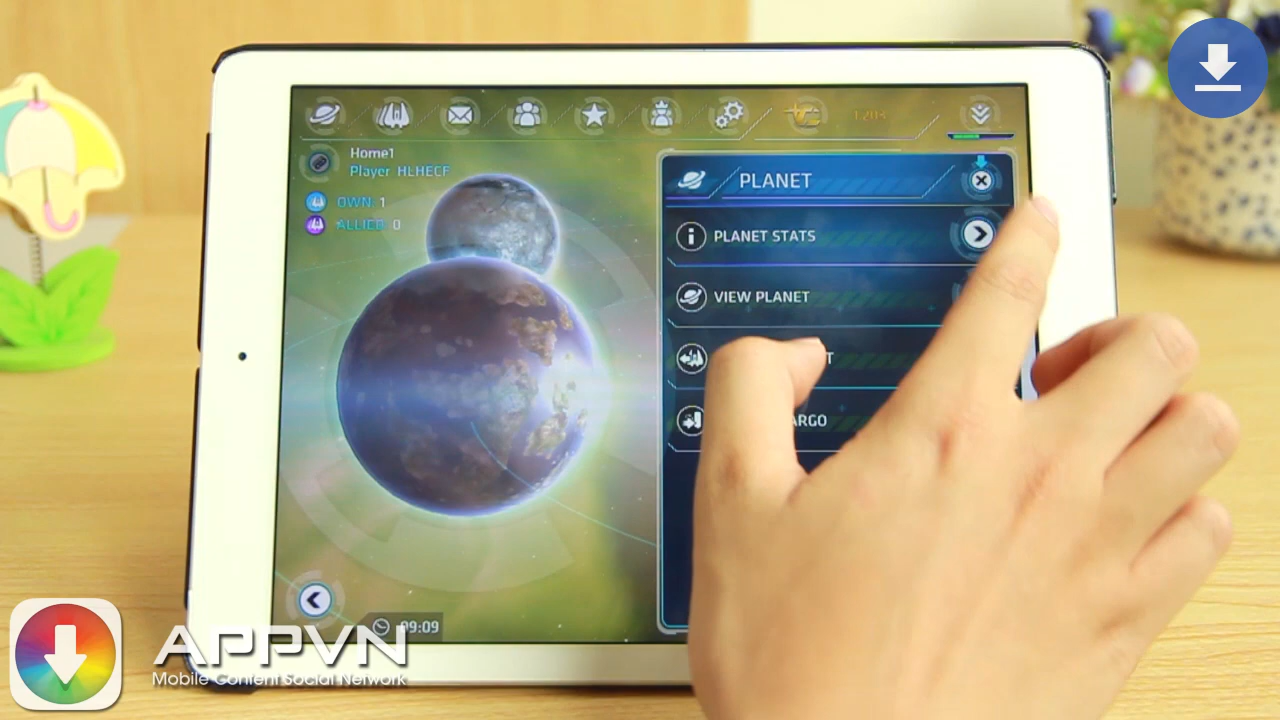 Home1
Player HLHECF
OWN: 1
ALLIED: 0
PLANET
PLANET STATS
VIEW PLANET
09:09
APPVN
Mobile Content Social Network